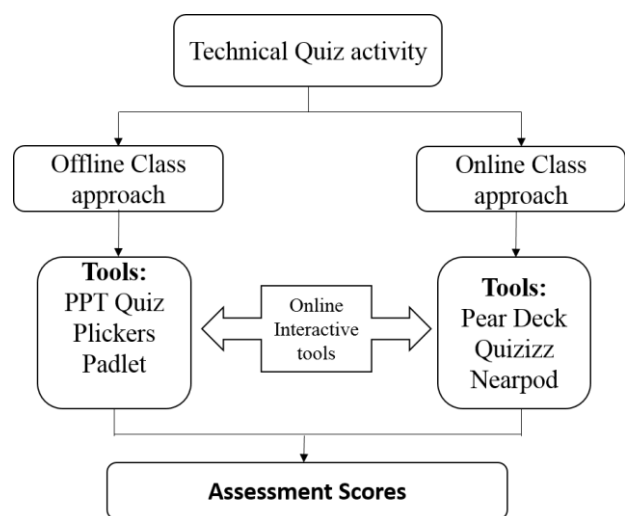 Technical Quiz activity
Offline Class
approach
Online Class
approach
Tools:
PPT Quiz
Plickers
Padlet
Online
Interactive
tools
Tools:
Pear Deck
Quizizz
Nearpod
Assessment Scores